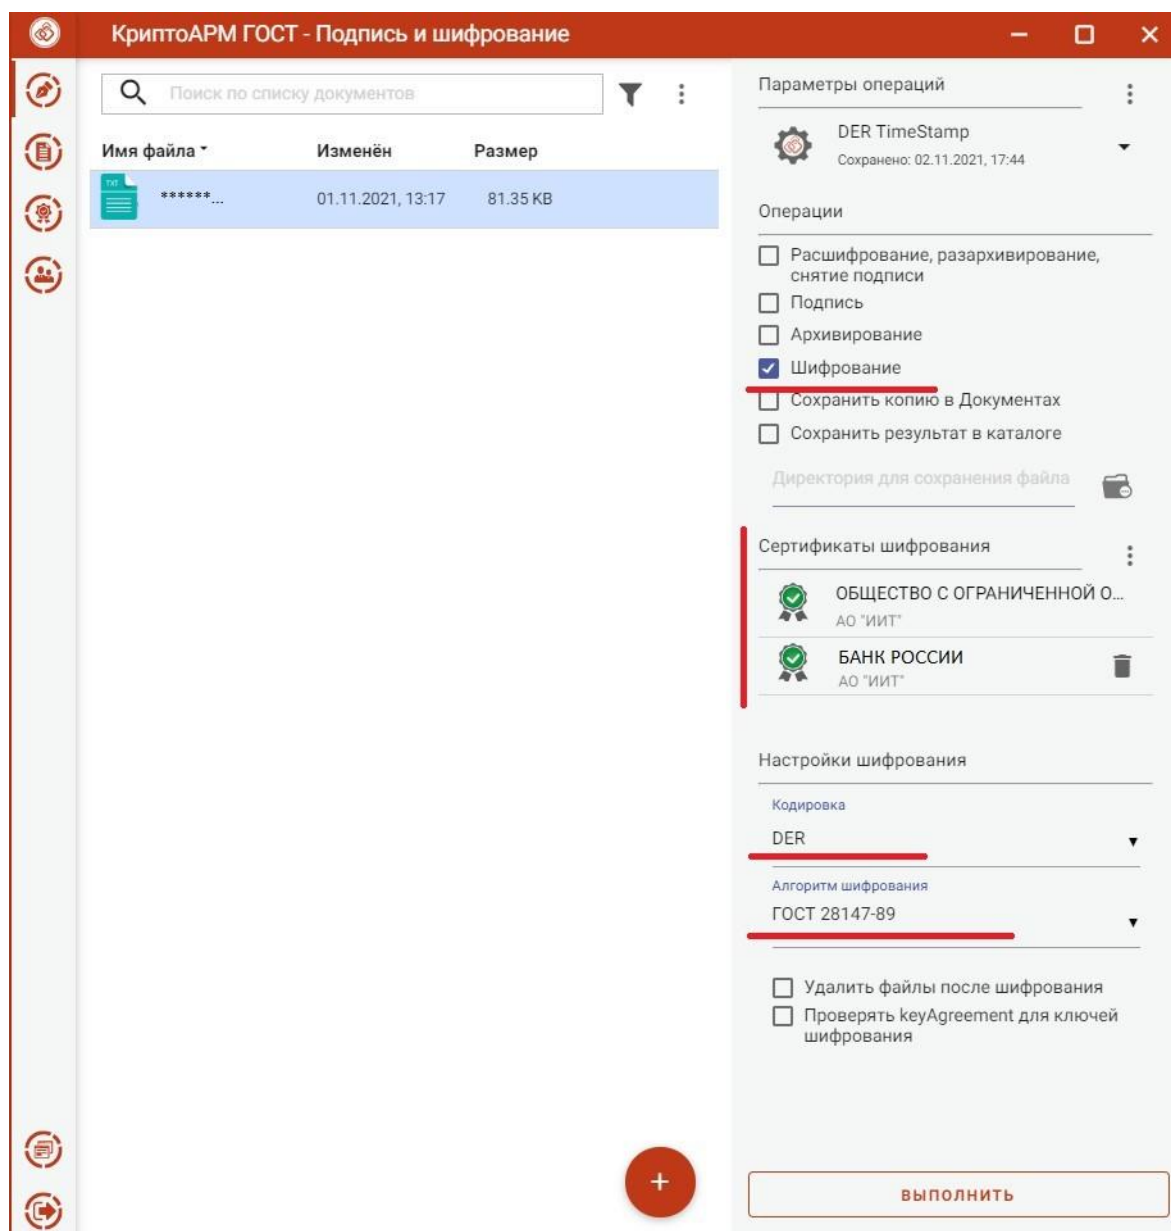 КриптоАРМ ГОСТ - Подпись и шифрование
Поиск по списку документов
Имя файла Изменён Размер
TXT ******... 01.11.2021, 13:17 81.35 KB
Параметры операций
DER TimeStamp
Сохранено: 02.11.2021, 17:44
Операции
Расшифрование, разархивирование,
снятие подписи
Подпись
Архивирование
Шифрование
Сохранить копию в Документах
Сохранить результат в каталоге
Директория для сохранения файла
Сертификаты шифрования
ОБЩЕСТВО С ОГРАНИЧЕННОЙ О...
АО "ИИТ"
БАНК РОССИИ
АО "ИИТ"
Настройки шифрования
Кодировка
DER
Алгоритм шифрования
ГОСТ 28147-89
Удалить файлы после шифрования
Проверять keyAgreement для ключей
шифрования
+
ВЫПОЛНИТЬ